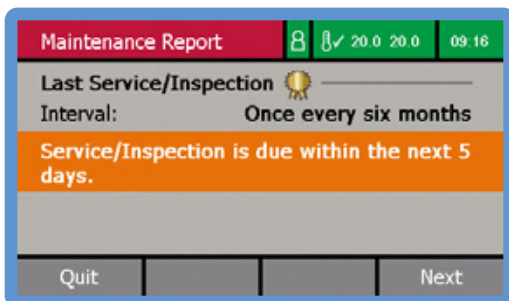 Maintenance Report 20.0 20.0 09:16
Last Service/Inspection
Interval: Once every six months
Service/Inspection is due within the next 5
days.
Quit Next